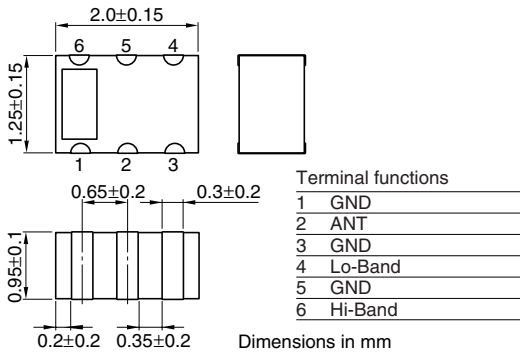 2.0±0.15
6 5 4
1.25±0.15
1 2 3
0.65±0.2 0.3±0.2
0.95±0.1
0.2±0.2 0.35±0.2
Dimensions in mm
Terminal functions
1 GND
2 ANT
3 GND
4 Lo-Band
5 GND
6 Hi-Band